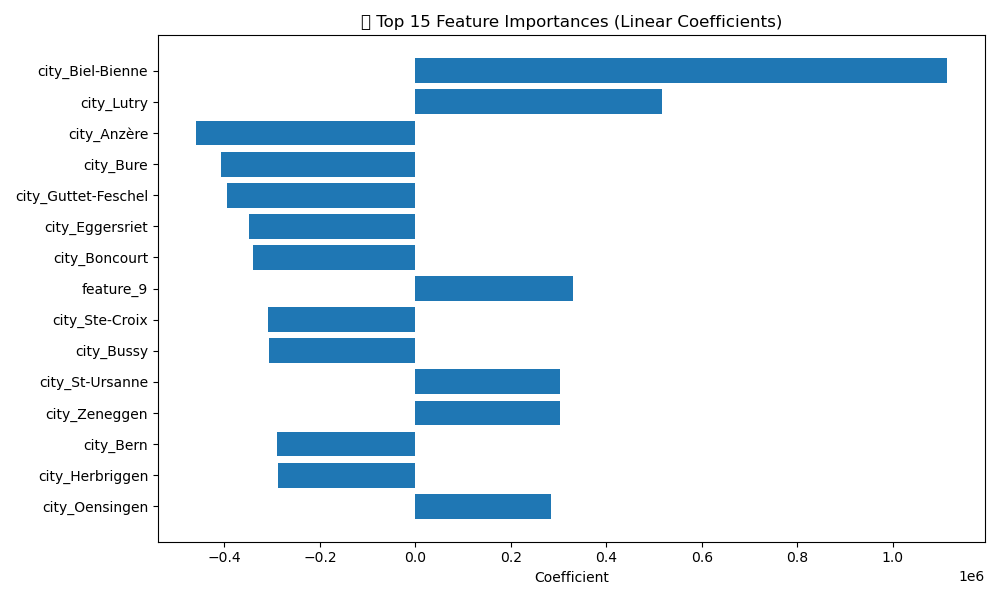 Top 15 Feature Importances (Linear Coefficients)
city_Biel-Bienne
city_Lutry
city_Anzère
city_Bure
city_Guttet-Feschel
city_Eggersriet
city_Boncourt
feature_9
city_Ste-Croix
city_Bussy
city_St-Ursanne
city_Zeneggen
city_Bern
city_Herbriggen
city_Oensingen
−0.4 −0.2 0.0 0.2 0.4 0.6 0.8 1.0
1e6
Coefficient